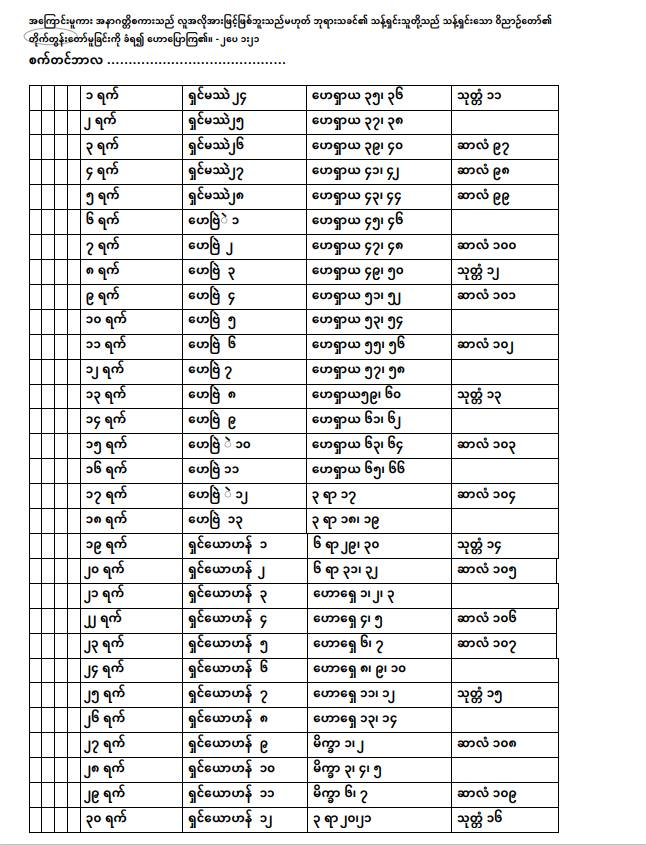 အကြောင်းမူကား အနာဂတ္တိစကားသည် လူအလိုအားဖြင့်ဖြစ်ဘူးသည်မဟုတ် ဘုရားသခင်၏ သန့်ရှင်းသူတို့သည် သန့်ရှင်းသော ဝိညာဉ်တော်၏
တိုက်တွန်းတော်မူခြင်းကို ခံရ၍ ဟောပြောကြ၏။ - ၂ပေ ၁း၂၁
စက်တင်ဘာလ ..........................................
၁ ရက် ရှင်မဿဲ ၂၄ ဟေရှာယ ၃၅၊ ၃၆ သုတ္တံ ၁၁
၂ ရက် ရှင်မဿဲ၂၅ ဟေရှာယ ၃၇၊ ၃၈
၃ ရက် ရှင်မဿဲ၂၆ ဟေရှာယ ၃၉၊ ၄၀ ဆာလံ ၉၇
၄ ရက် ရှင်မဿဲ၂၇ ဟေရှာယ ၄၁၊ ၄၂ ဆာလံ ၉၈
၅ ရက် ရှင်မဿဲ၂၈ ဟေရှာယ ၄၃၊ ၄၄ ဆာလံ ၉၉
၆ ရက် ဟေဗြဲ ၁ ဟေရှာယ ၄၅၊ ၄၆
၇ ရက် ဟေဗြဲ ၂ ဟေရှာယ ၄၇၊ ၄၈ ဆာလံ ၁၀၀
၈ ရက် ဟေဗြဲ ၃ ဟေရှာယ ၄၉၊ ၅၀ သုတ္တံ ၁၂
၉ ရက် ဟေဗြဲ ၄ ဟေရှာယ ၅၁၊ ၅၂ ဆာလံ ၁၀၁
၁၀ ရက် ဟေဗြဲ ၅ ဟေရှာယ ၅၃၊ ၅၄
၁၁ ရက် ဟေဗြဲ ၆ ဟေရှာယ ၅၅၊ ၅၆ ဆာလံ ၁၀၂
၁၂ ရက် ဟေဗြဲ ၇ ဟေရှာယ ၅၇၊ ၅၈
၁၃ ရက် ဟေဗြဲ ၈ ဟေရှာယ၅၉၊ ၆၀ သုတ္တံ ၁၃
၁၄ ရက် ဟေဗြဲ ၉ ဟေရှာယ ၆၁၊ ၆၂
၁၅ ရက် ဟေဗြဲ ဲ ၁၀ ဟေရှာယ ၆၃၊ ၆၄ ဆာလံ ၁၀၃
၁၆ ရက် ဟေဗြဲ ၁၁ ဟေရှာယ ၆၅၊ ၆၆
၁၇ ရက် ဟေဗြဲ ဲ ၁၂ ၃ ရာ ၁၇ ဆာလံ ၁၀၄
၁၈ ရက် ဟေဗြဲ ၁၃ ၃ ရာ ၁၈၊ ၁၉
၁၉ ရက် ရှင်ယောဟန် ၁ ၆ ရာ ၂၉၊ ၃၀ သုတ္တံ ၁၄
၂၀ ရက် ရှင်ယောဟန် ၂ ၆ ရာ ၃၁၊ ၃၂ ဆာလံ ၁၀၅
၂၁ ရက် ရှင်ယောဟန် ၃ ဟောရှေ ၁၊၂၊ ၃
၂၂ ရက် ရှင်ယောဟန် ၄ ဟောရှေ ၄၊ ၅ ဆာလံ ၁၀၆
၂၃ ရက် ရှင်ယောဟန် ၅ ဟောရှေ ၆၊ ၇ ဆာလံ ၁၀၇
၂၄ ရက် ရှင်ယောဟန် ၆ ဟောရှေ ၈၊ ၉၊ ၁၀
၂၅ ရက် ရှင်ယောဟန် ၇ ဟောရှေ ၁၁၊ ၁၂ သုတ္တံ ၁၅
၂၆ ရက် ရှင်ယောဟန် ၈ ဟောရှေ ၁၃၊ ၁၄
၂၇ ရက် ရှင်ယောဟန် ၉ မိက္ခာ ၁၊၂ ဆာလံ ၁၀၈
၂၈ ရက် ရှင်ယောဟန် ၁၀ မိက္ခာ ၃၊ ၄၊ ၅
၂၉ ရက် ရှင်ယောဟန် ၁၁ မိက္ခာ ၆၊ ၇ ဆာလံ ၁၀၉
၃၀ ရက် ရှင်ယောဟန် ၁၂ ၃ ရာ၂၀၊၂၁ သုတ္တံ ၁၆